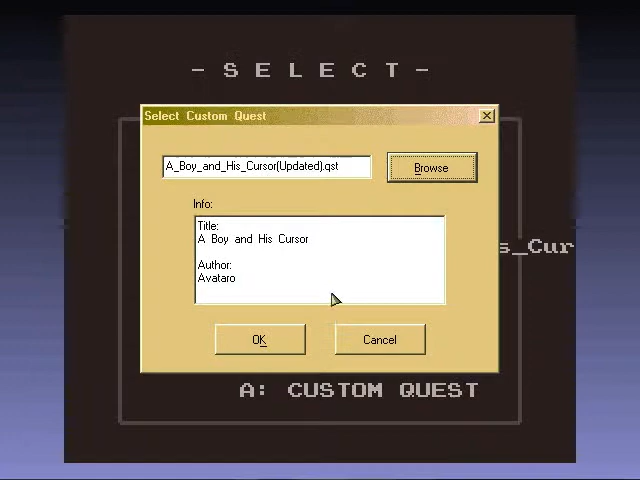 - S E L E C T -
Select Custom Quest
A_Boy_and_His_Cursor(Updated).qst
Browse
Info:
Title:
A Boy and His Cursor
Author:
Avataro
s_Cur
OK
Cancel
A: CUSTOM QUEST